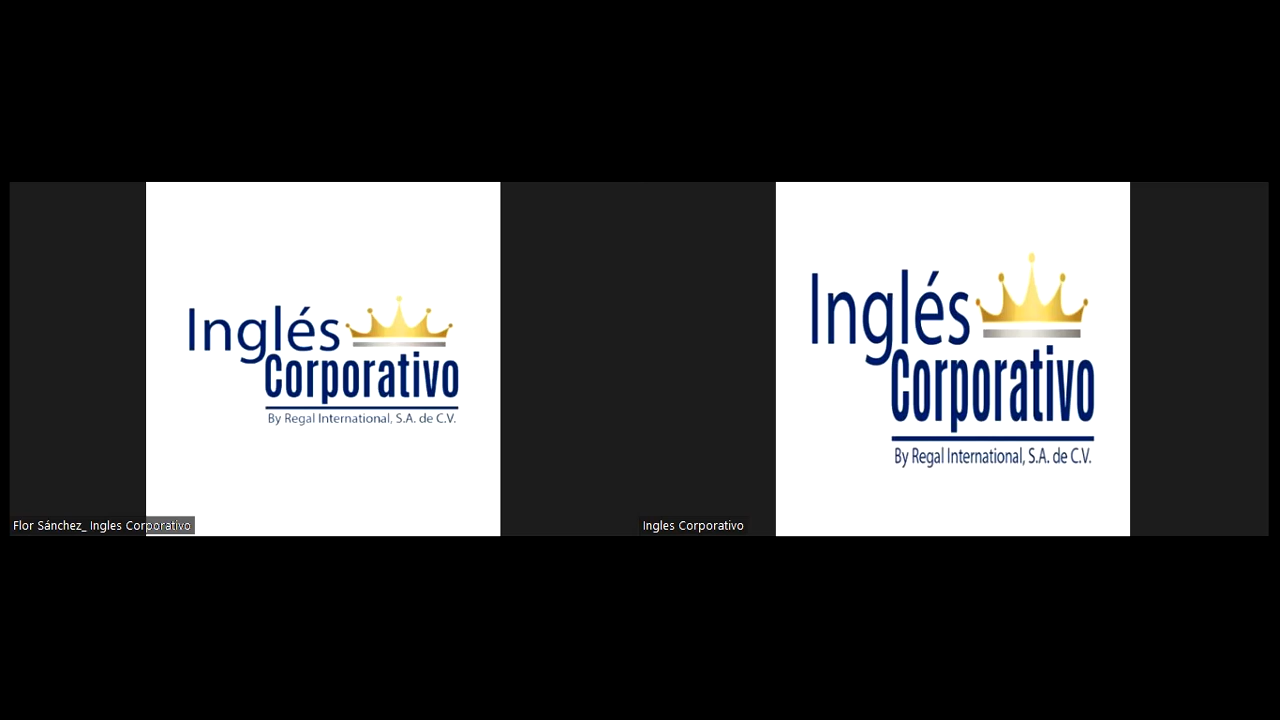 Inglés
Corporativo
By Regal International, S.A. de C.V.
Flor Sánchez_ Ingles Corporativo
Inglés
Corporativo
By Regal International, S.A. de C.V.
Ingles Corporativo